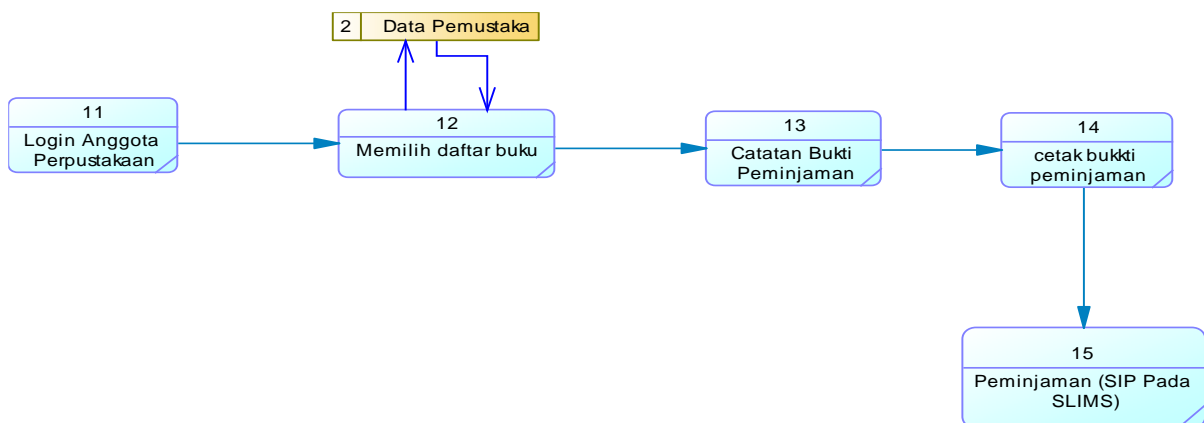 2 Data Pemustaka
11
Login Anggota
Perpustakaan
12
Memilih daftar buku
13
Catatan Bukti
Peminjaman
14
cetak bukkti
peminjaman
15
Peminjaman (SIP Pada
SLIMS)